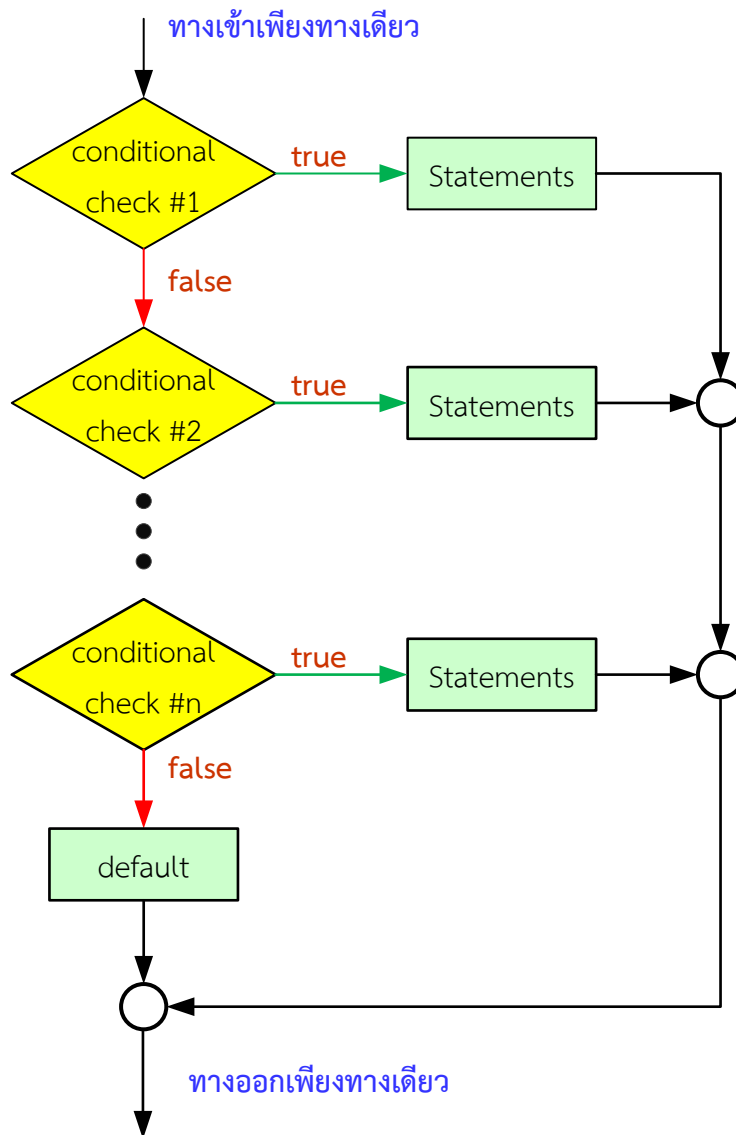 ทางเข้าเพียงทางเดียว
conditional
check #1
true
Statements
false
conditional
check #2
true
Statements
conditional
check #n
true
Statements
false
default
ทางออกเพียงทางเดียว